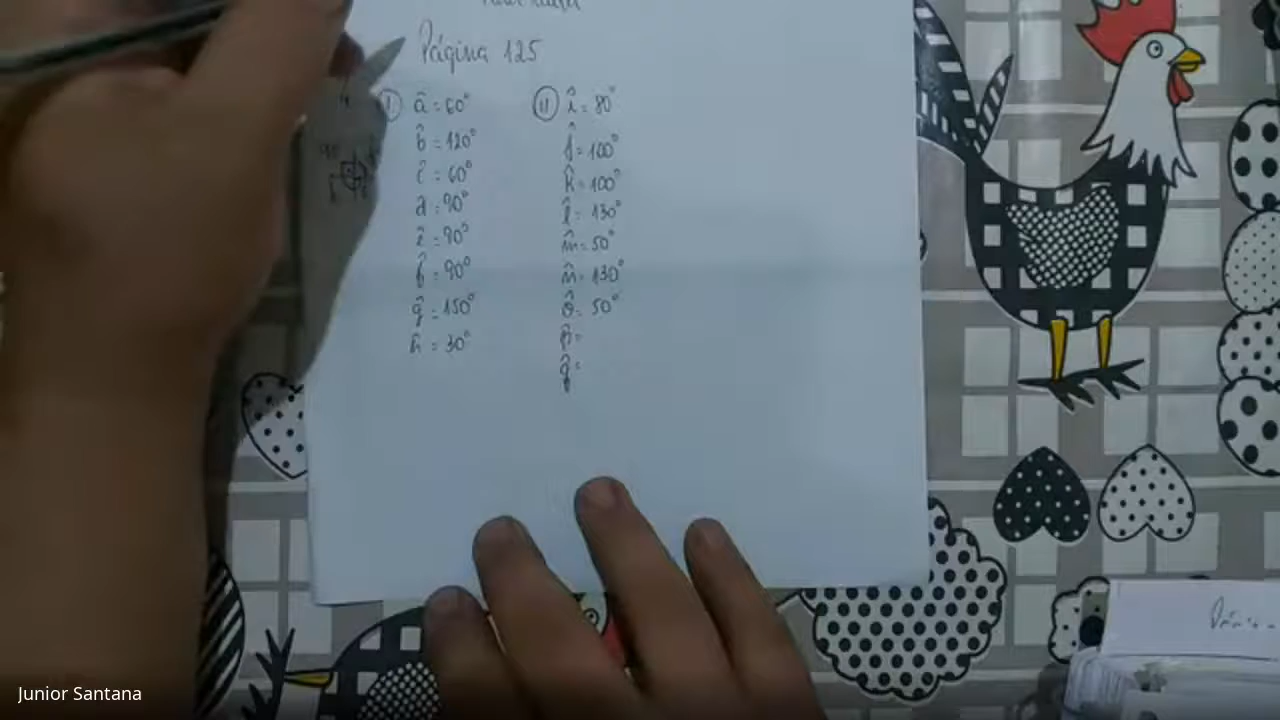 Página 125
I â = 60°
b̂ = 120°
ĉ = 60°
d̂ = 90°
ê = 90°
f̂ = 90°
ĝ = 150°
ĥ = 30°
II î = 80°
ĵ = 100°
k̂ = 100°
l̂ = 130°
m̂ = 50°
n̂ = 130°
ô = 50°
p̂ =
q̂ =
Junior Santana